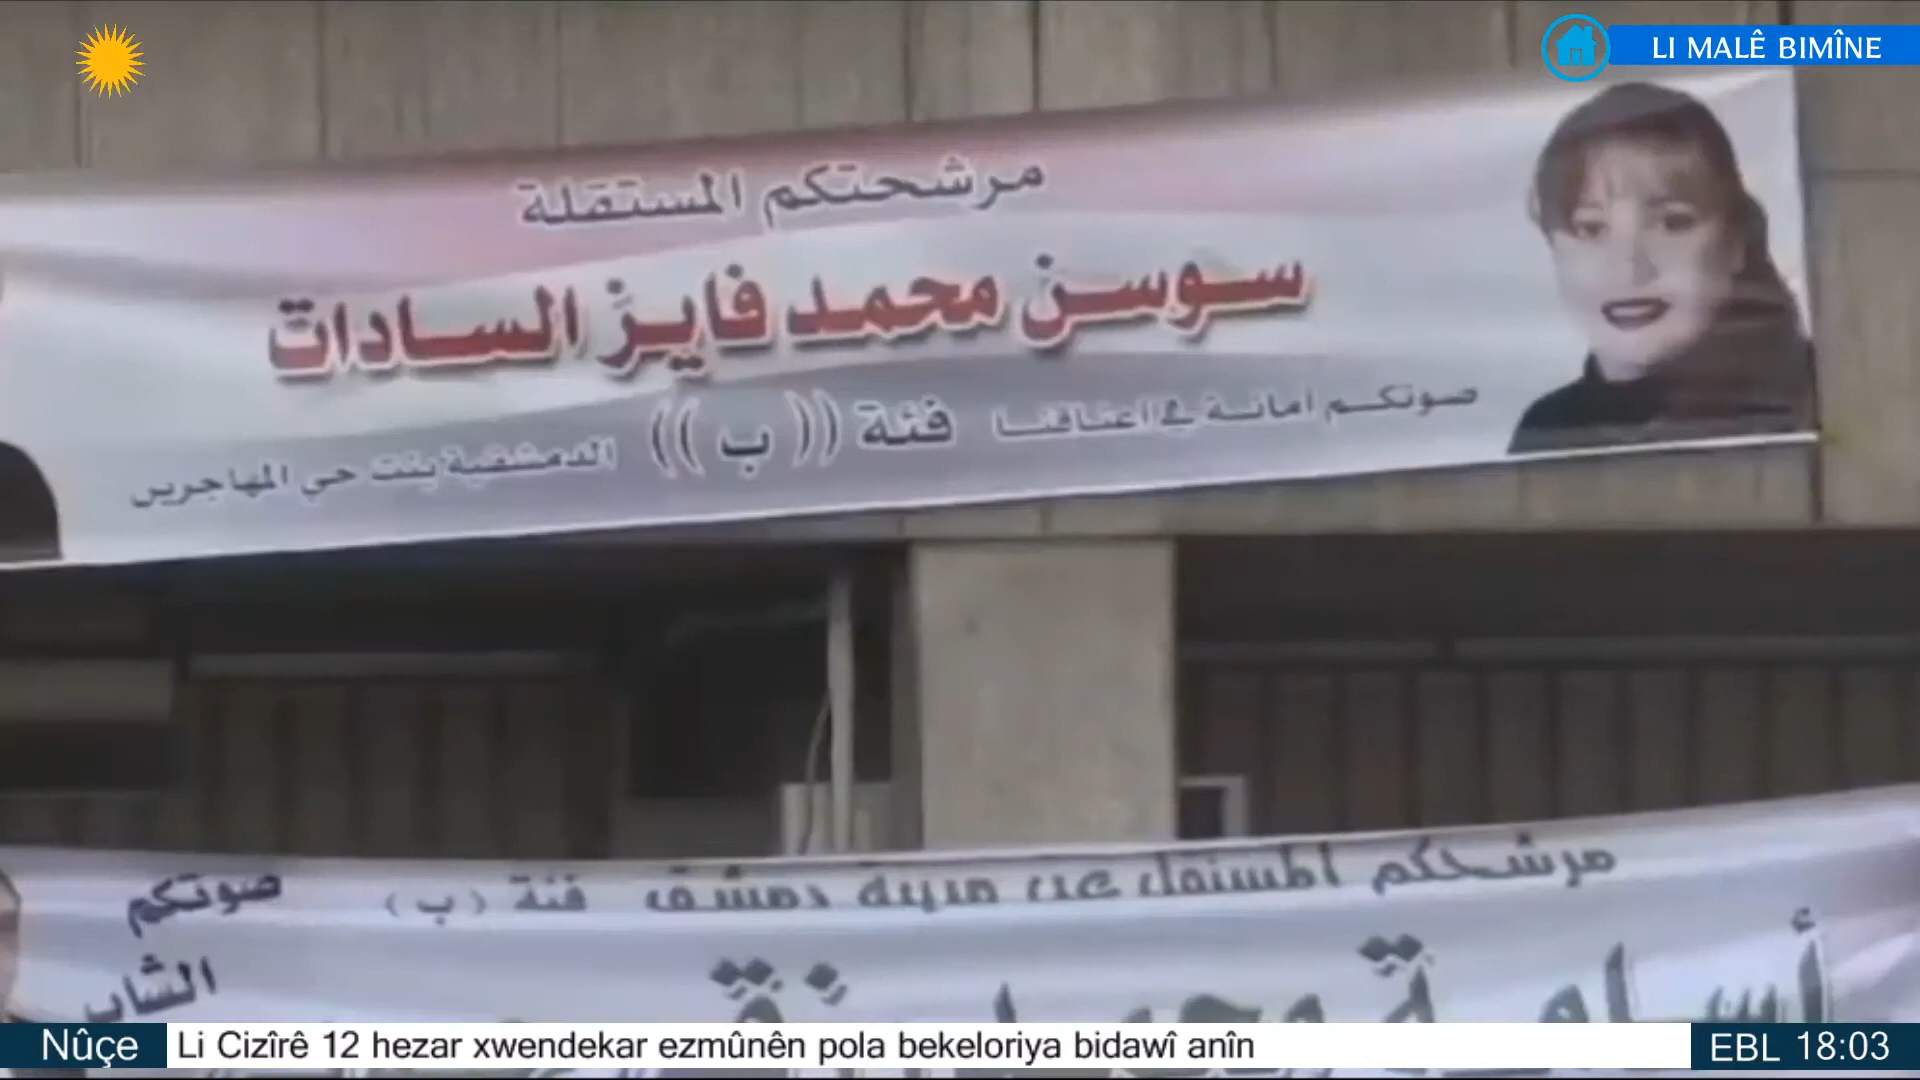 LI MALÊ BIMÎNE
مرشحتكم المستقلة
سوسن محمد فايز السادات
صوتكم امانة في اعناقنا فئة ((ب)) الدمشقية بنت حي المهاجرين
مرشحكم المستقل عن مدينة دمشق فئة (ب)
صوتكم
الشاب
أسامة
Nûçe Li Cizîrê 12 hezar xwendekar ezmûnên pola bekeloriya bidawî anîn EBL 18:03